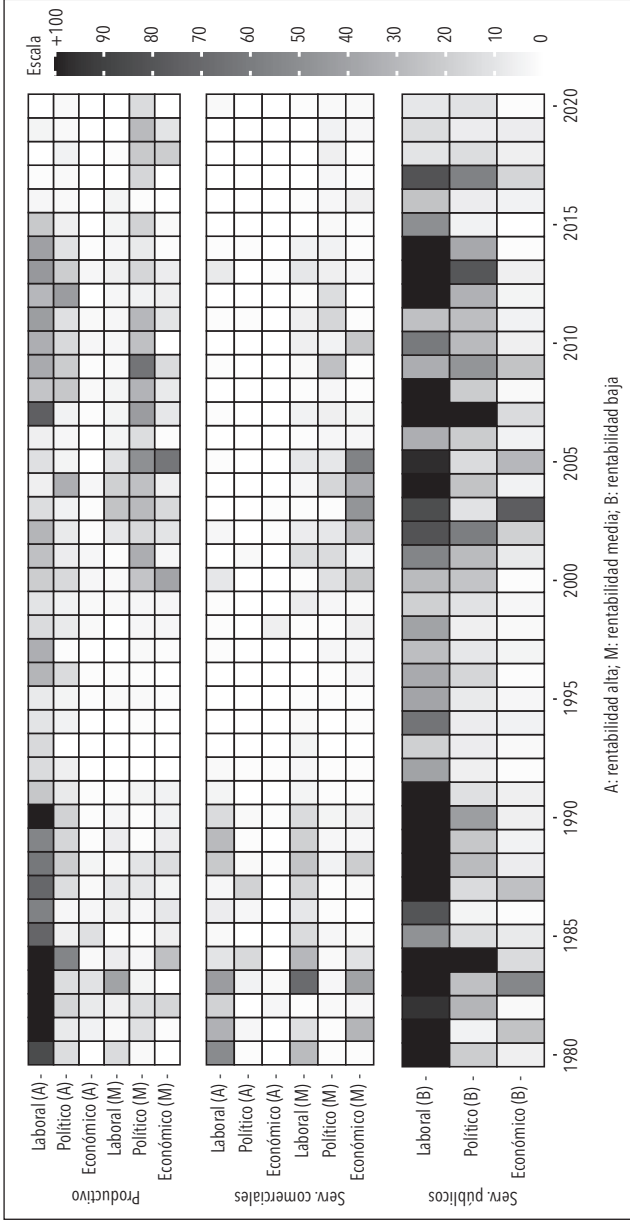 Escala
+100
90
80
70
60
50
40
30
20
10
0
Productivo
Laboral (A) -
Político (A) -
Económico (A) -
Laboral (M) -
Político (M) -
Económico (M) -
Serv. comerciales
Laboral (A) -
Político (A) -
Económico (A) -
Laboral (M) -
Político (M) -
Económico (M) -
Serv. públicos
Laboral (B) -
Político (B) -
Económico (B) -
1980
1985
1990
1995
2000
2005
2010
2015
2020
A: rentabilidad alta; M: rentabilidad media; B: rentabilidad baja